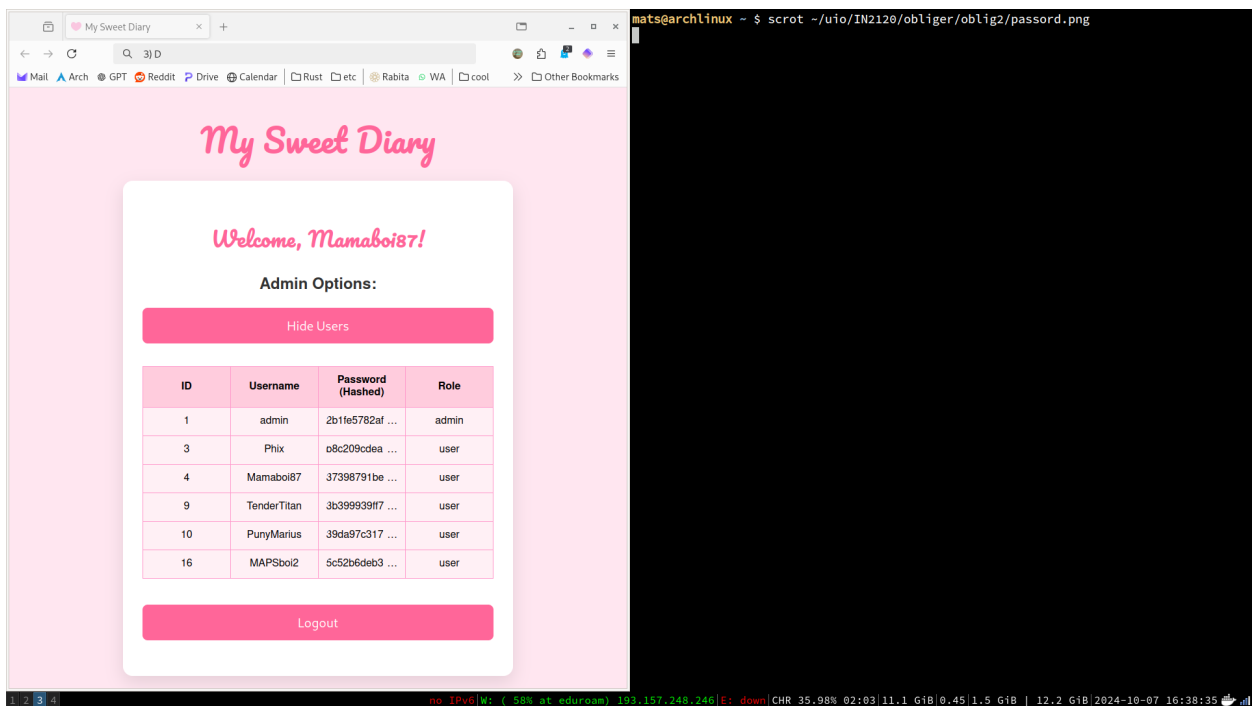 My Sweet Diary
3) D
Mail Arch GPT Reddit Drive Calendar Rust etc Rabita WA cool Other Bookmarks
My Sweet Diary
Welcome, Mamaboi87!
Admin Options:
Hide Users
ID Username Password (Hashed) Role
1 admin 2b1fe5782af ... admin
3 Phix p8c209cdea ... user
4 Mamaboi87 37398791be ... user
9 TenderTitan 3b399939ff7 ... user
10 PunyMarius 39da97c317 ... user
16 MAPSboi2 5c52b6deb3 ... user
Logout
mats@archlinux ~ $ scrot ~/uio/IN2120/obliger/oblig2/passord.png
1 2 3 4
no IPv6|W: ( 58% at eduroam) 193.157.248.246|E: down|CHR 35.98% 02:03|11.1 GiB|0.45|1.5 GiB | 12.2 GiB|2024-10-07 16:38:35